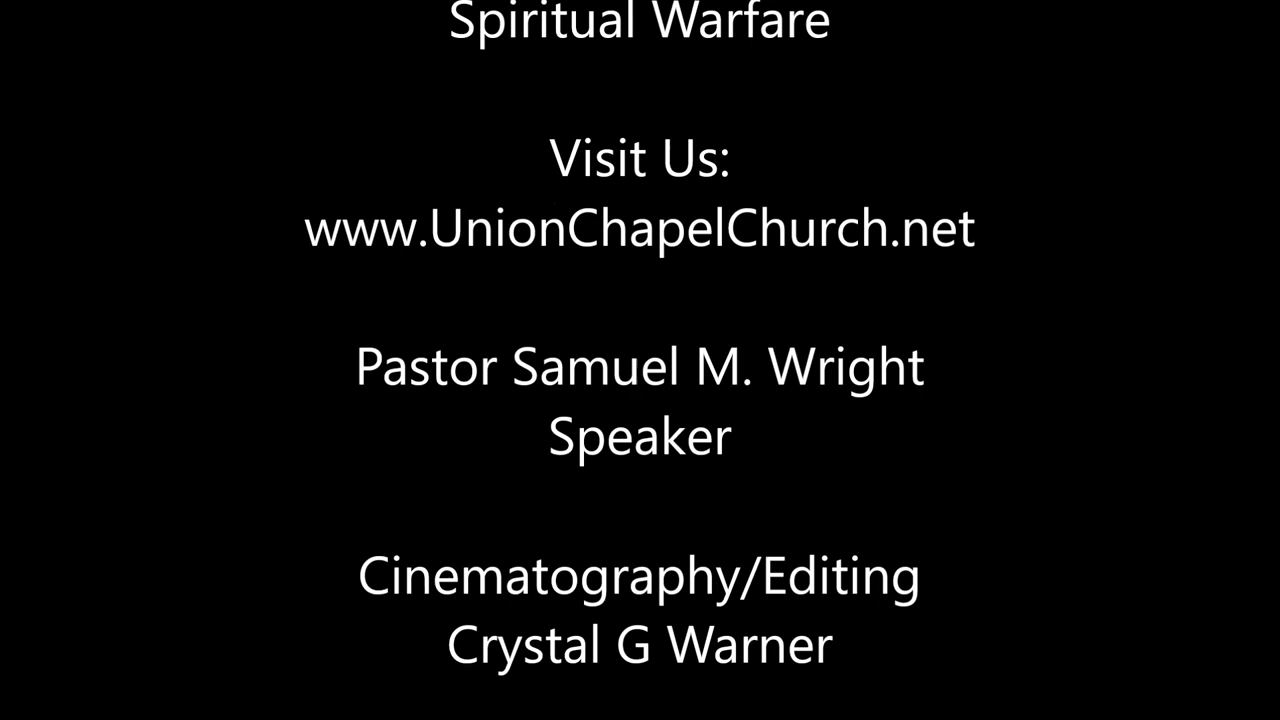 Spiritual Warfare
Visit Us:
www.UnionChapelChurch.net
Pastor Samuel M. Wright
Speaker
Cinematography/Editing
Crystal G Warner